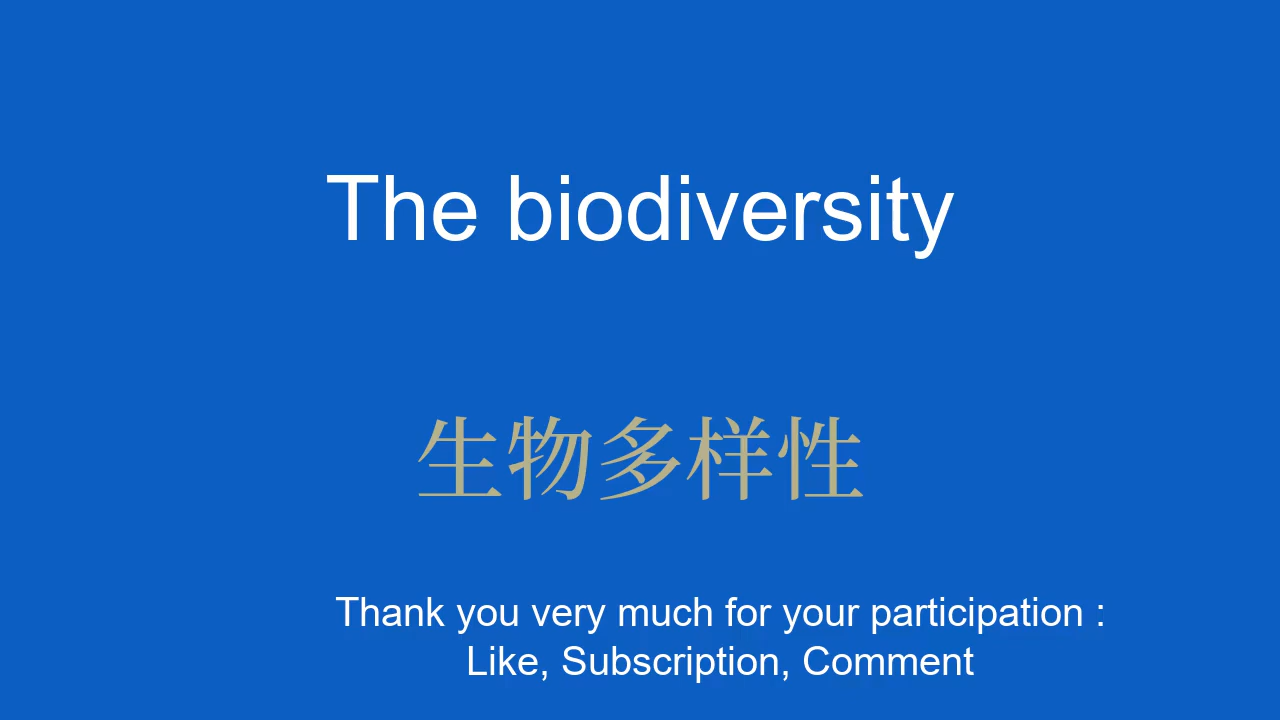 The biodiversity
生物多样性
Thank you very much for your participation :
Like, Subscription, Comment